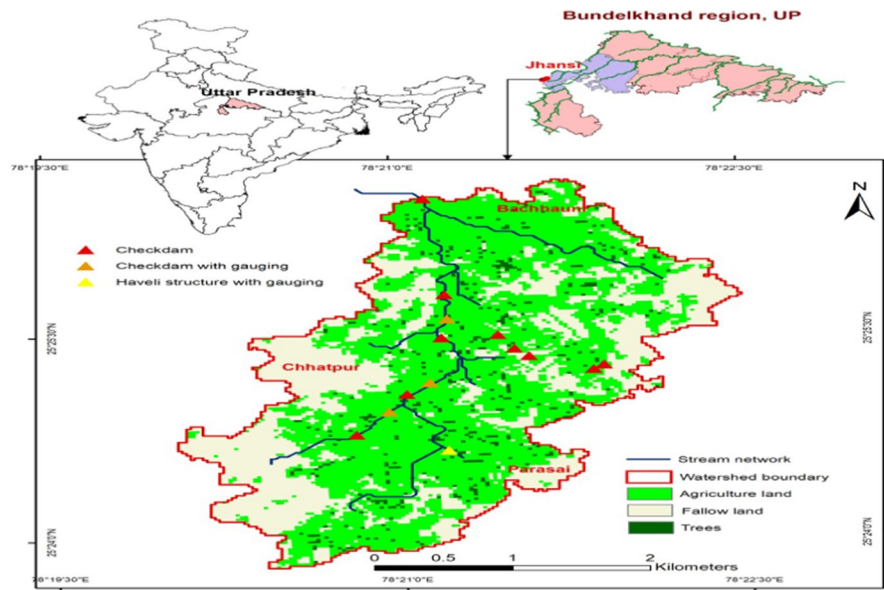 Bundelkhand region, UP
Jhansi
Uttar Pradesh
78°19'30"E
78°21'0"E
78°22'30"E
N
Bachhauni
Checkdam
Checkdam with gauging
Haveli structure with gauging
25°25'30"N
25°25'30"N
Chhatpur
Parasai
Stream network
Watershed boundary
Agriculture land
Fallow land
Trees
25°24'0"N
25°24'0"N
0 0.5 1 2
Kilometers
78°19'30"E
78°21'0"E
78°22'30"E